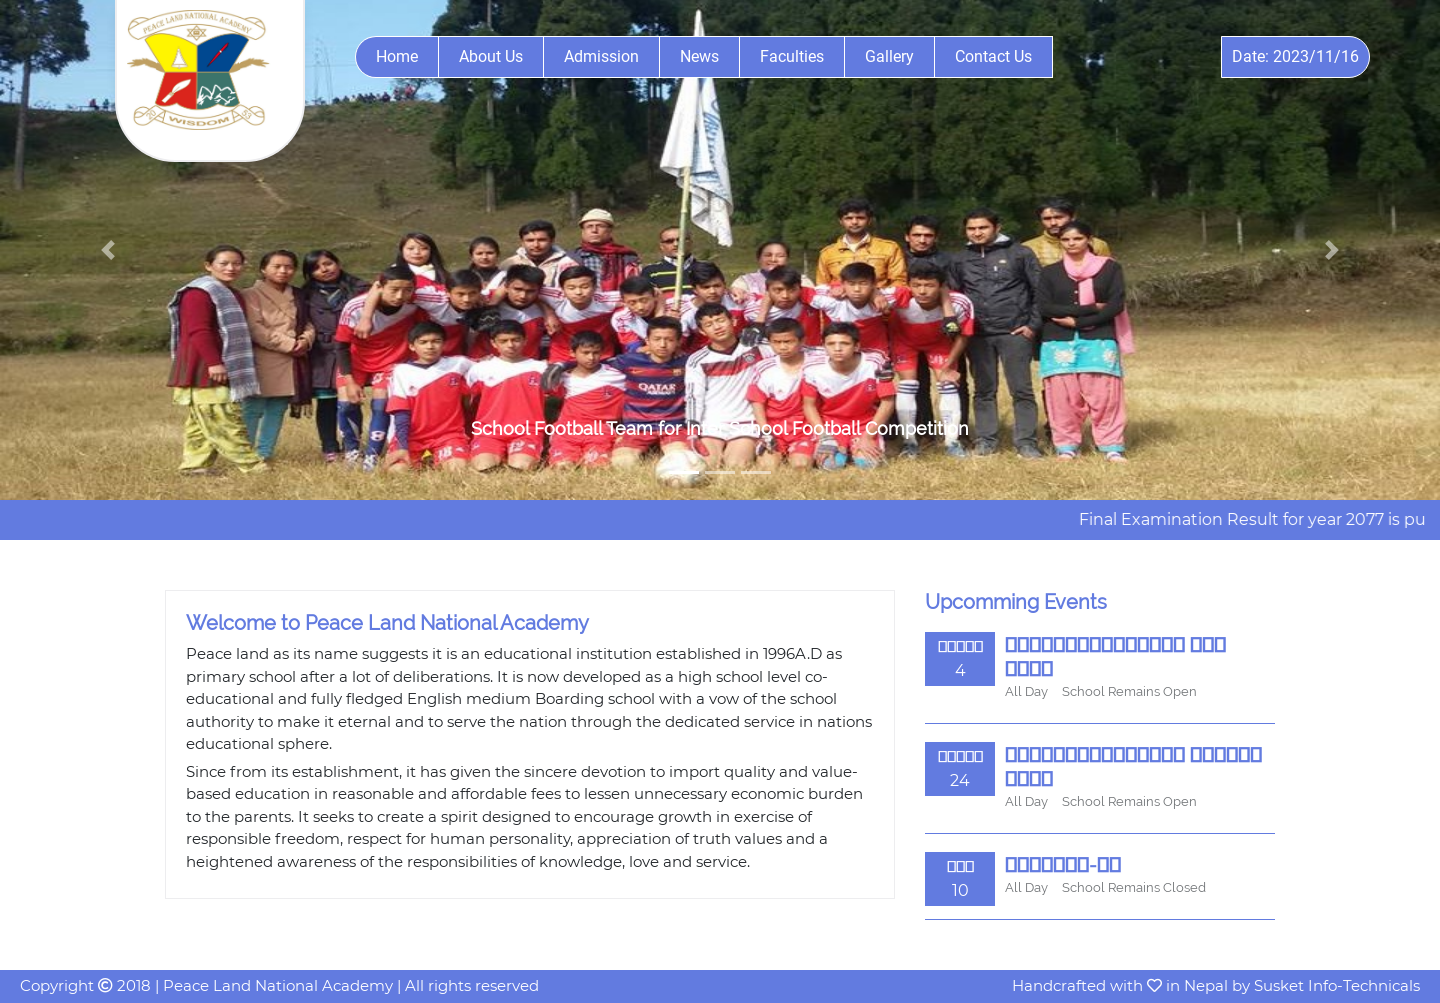 PEACE LAND NATIONAL ACADEMY
WISDOM
Home About Us Admission News Faculties Gallery Contact Us
Date: 2023/11/16
School Football Team for Inter School Football Competition
Final Examination Result for year 2077 is pu
Welcome to Peace Land National Academy
Peace land as its name suggests it is an educational institution established in 1996A.D as
primary school after a lot of deliberations. It is now developed as a high school level co-
educational and fully fledged English medium Boarding school with a vow of the school
authority to make it eternal and to serve the nation through the dedicated service in nations
educational sphere.
Since from its establishment, it has given the sincere devotion to import quality and value-
based education in reasonable and affordable fees to lessen unnecessary economic burden
to the parents. It seeks to create a spirit designed to encourage growth in exercise of
responsible freedom, respect for human personality, appreciation of truth values and a
heightened awareness of the responsibilities of knowledge, love and service.
Upcomming Events
4
All Day School Remains Open
24
All Day School Remains Open
10
All Day School Remains Closed
Copyright © 2018 | Peace Land National Academy | All rights reserved
Handcrafted with ♡ in Nepal by Susket Info-Technicals